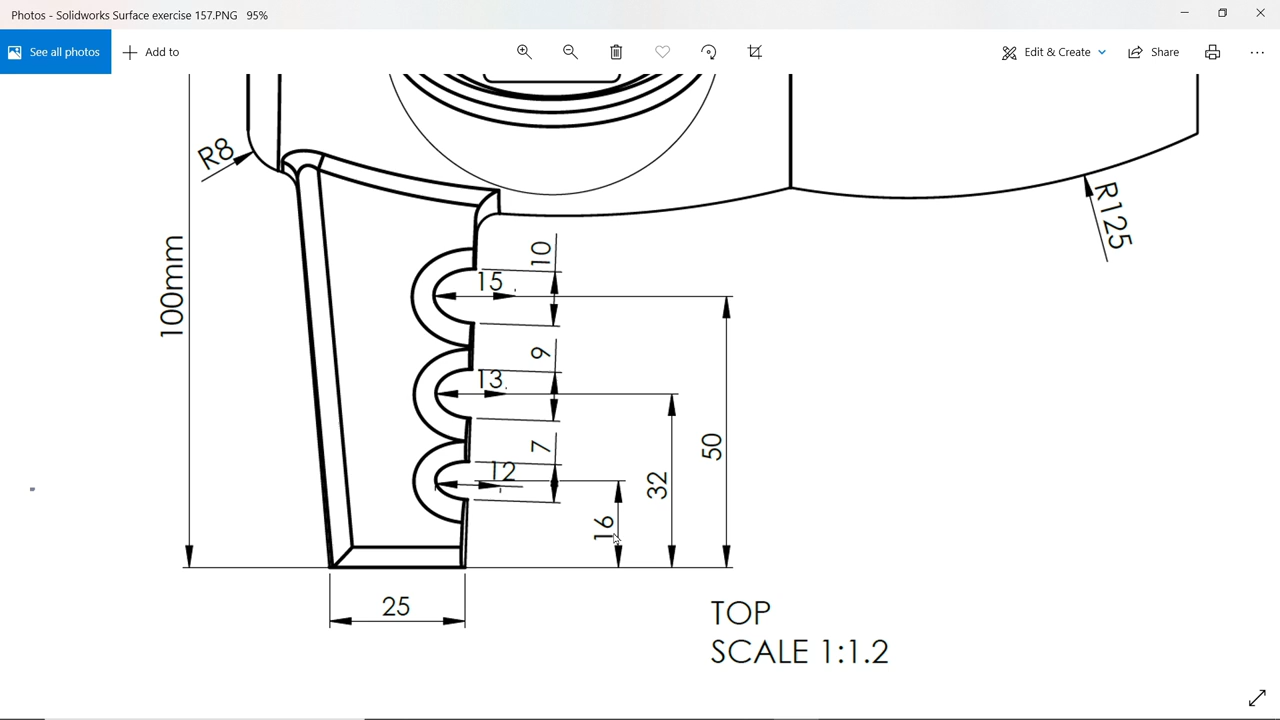 Photos - Solidworks Surface exercise 157.PNG   95%
See all photos
Add to
Edit & Create
Share
R8
R125
100mm
10
15
9
13
7
12
50
32
16
25
TOP
SCALE 1:1.2